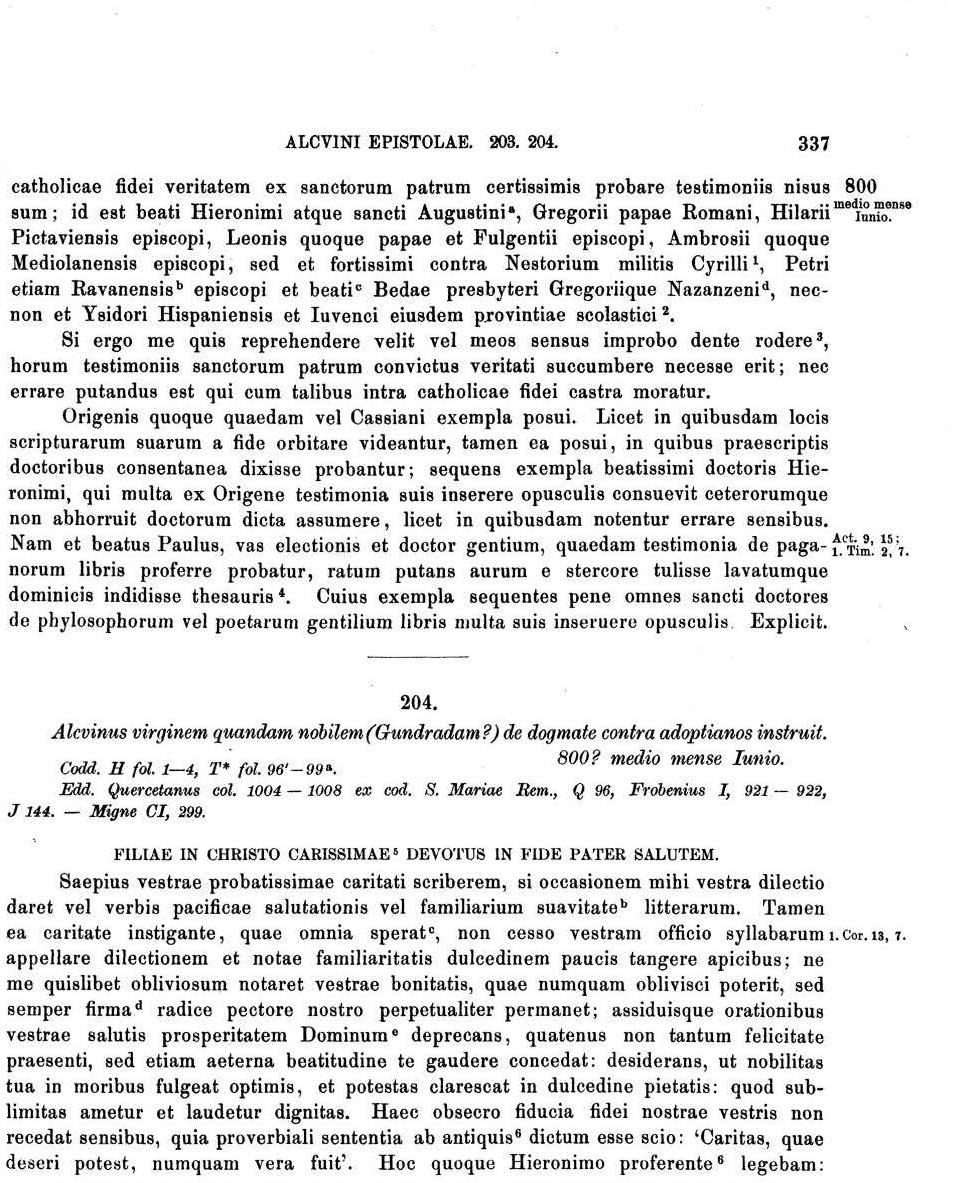 ALCVINI EPISTOLAE. 203. 204. 337
catholicae fidei veritatem ex sanctorum patrum certissimis probare testimoniis nisus 800
sum; id est beati Hieronimi atque sancti Augustini ᵃ, Gregorii papae Romani, Hilarii medio mense Iunio.
Pictaviensis episcopi, Leonis quoque papae et Fulgentii episcopi, Ambrosii quoque
Mediolanensis episcopi, sed et fortissimi contra Nestorium militis Cyrilli ¹, Petri
etiam Ravanensis ᵇ episcopi et beati ᶜ Bedae presbyteri Gregoriique Nazanzeni ᵈ, nec-
non et Ysidori Hispaniensis et Iuvenci eiusdem provintiae scolastici ².
Si ergo me quis reprehendere velit vel meos sensus improbo dente rodere ³,
horum testimoniis sanctorum patrum convictus veritati succumbere necesse erit; nec
errare putandus est qui cum talibus intra catholicae fidei castra moratur.
Origenis quoque quaedam vel Cassiani exempla posui. Licet in quibusdam locis
scripturarum suarum a fide orbitare videantur, tamen ea posui, in quibus praescriptis
doctoribus consentanea dixisse probantur; sequens exempla beatissimi doctoris Hie-
ronimi, qui multa ex Origene testimonia suis inserere opusculis consuevit ceterorumque
non abhorruit doctorum dicta assumere, licet in quibusdam notentur errare sensibus.
Nam et beatus Paulus, vas electionis et doctor gentium, quaedam testimonia de paga- Act. 9, 15; 1. Tim. 2, 7.
norum libris proferre probatur, ratum putans aurum e stercore tulisse lavatumque
dominicis indidisse thesauris ⁴. Cuius exempla sequentes pene omnes sancti doctores
de phylosophorum vel poetarum gentilium libris multa suis inseruere opusculis. Explicit.
204.
Alcvinus virginem quandam nobilem (Gundradam?) de dogmate contra adoptianos instruit.
800? medio mense Iunio.
Codd. H fol. 1—4, T* fol. 96'—99ᵃ.
Edd. Quercetanus col. 1004 — 1008 ex cod. S. Mariae Rem., Q 96, Frobenius I, 921 — 922,
J 144. — Migne CI, 299.
FILIAE IN CHRISTO CARISSIMAE ⁵ DEVOTUS IN FIDE PATER SALUTEM.
Saepius vestrae probatissimae caritati scriberem, si occasionem mihi vestra dilectio
daret vel verbis pacificae salutationis vel familiarium suavitate ᵇ litterarum. Tamen
ea caritate instigante, quae omnia sperat ᶜ, non cesso vestram officio syllabarum 1. Cor. 13, 7.
appellare dilectionem et notae familiaritatis dulcedinem paucis tangere apicibus; ne
me quislibet obliviosum notaret vestrae bonitatis, quae numquam oblivisci poterit, sed
semper firma ᵈ radice pectore nostro perpetualiter permanet; assiduisque orationibus
vestrae salutis prosperitatem Dominum ᵉ deprecans, quatenus non tantum felicitate
praesenti, sed etiam aeterna beatitudine te gaudere concedat: desiderans, ut nobilitas
tua in moribus fulgeat optimis, et potestas clarescat in dulcedine pietatis: quod sub-
limitas ametur et laudetur dignitas. Haec obsecro fiducia fidei nostrae vestris non
recedat sensibus, quia proverbiali sententia ab antiquis ⁶ dictum esse scio: 'Caritas, quae
deseri potest, numquam vera fuit'. Hoc quoque Hieronimo proferente ⁶ legebam: